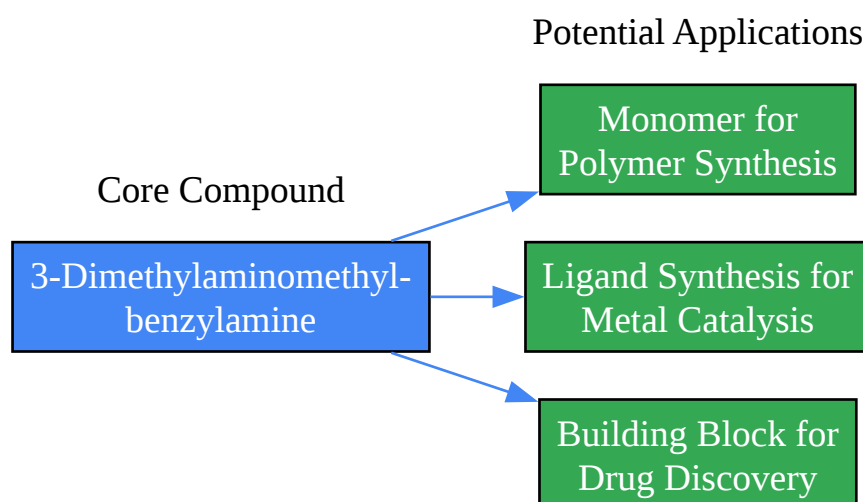 Potential Applications
Monomer for
Polymer Synthesis
Core Compound
3-Dimethylaminomethyl-
benzylamine
Ligand Synthesis for
Metal Catalysis
Building Block for
Drug Discovery